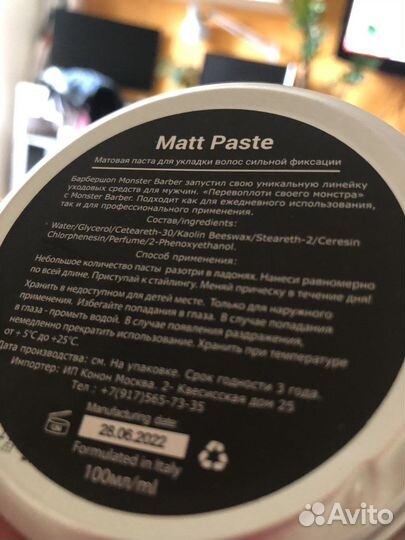 Matt Paste
Матовая паста для укладки волос сильной фиксации
Барбершоп Monster Barber запустил свою уникальную линейку
уходовых средств для мужчин. «Перевоплоти своего монстра»
с Monster Barber. Подходит как для ежедневного использования,
так и для профессионального применения.
Состав/ingredients:
Water/Glycerol/Ceteareth-30/Kaolin Beeswax/Steareth-2/Ceresin
Chlorphenesin/Perfume/2-Phenoxyethanol.
Способ применения:
Небольшое количество пасты разотри в ладонях. Нанеси равномерно
по всей длине. Приступай к стайлингу. Меняй прическу в течение дня!
Хранить в недоступном для детей месте. Только для наружного
применения. Избегайте попадания в глаза. В случае попадания
в глаза - промыть водой. В случае появления раздражения,
немедленно прекратить использование. Хранить при температуре
от + 5°C до +25°C.
Дата производства: см. На упаковке. Срок годности 3 года.
Импортер: ИП Конон Москва. 2- Квасисская дом 25
Тел : +7(917)565-73-35
Manufacturing date:
28.06.2022
Formulated in Italy
100мл/ml
Avito